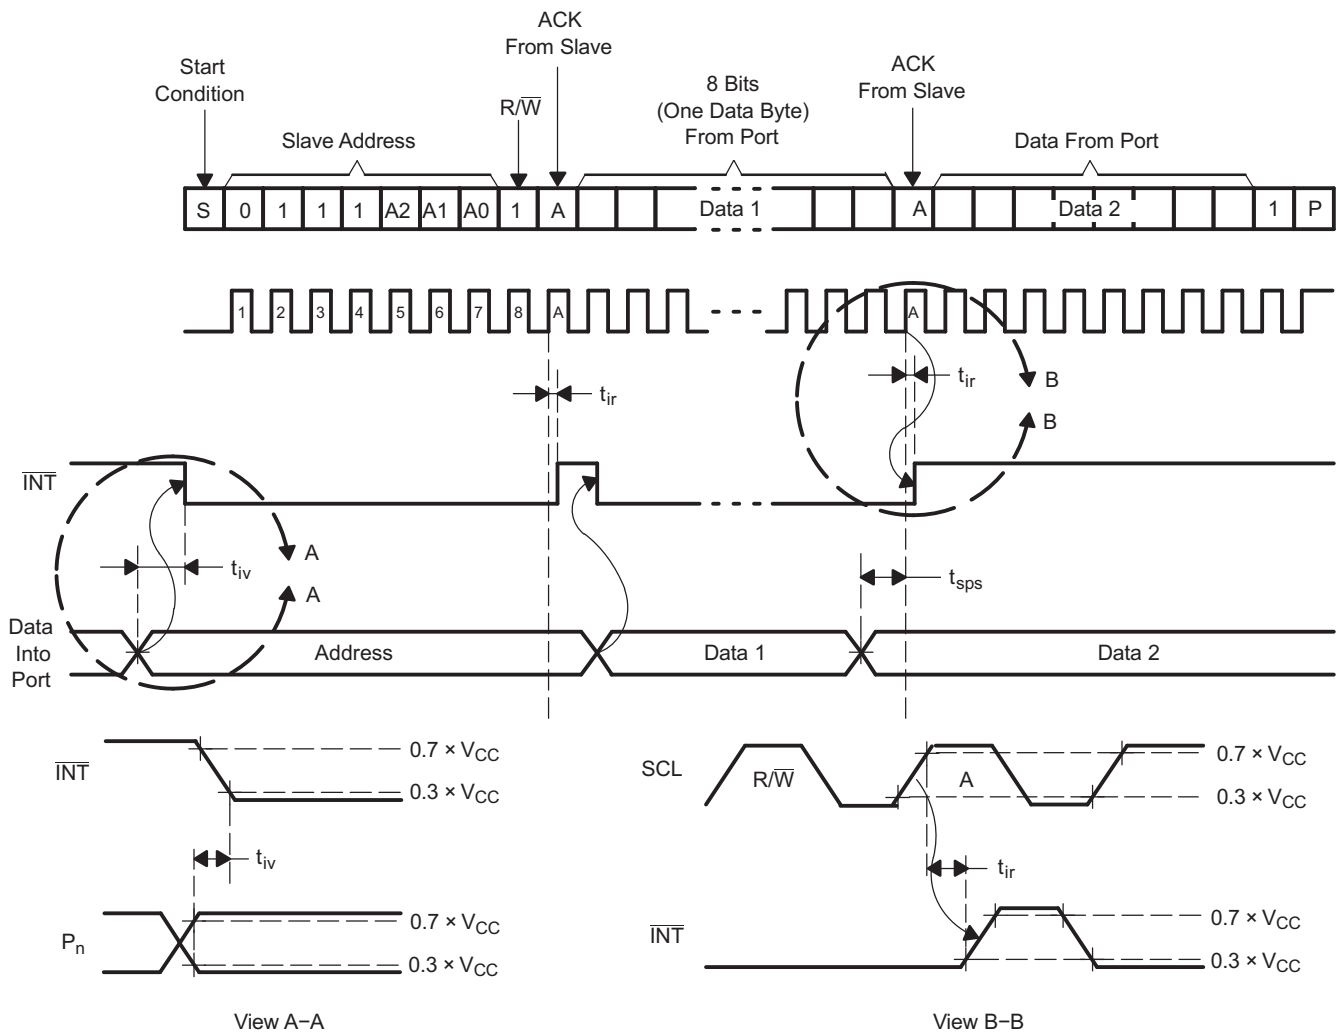 ACK
From Slave
Start
Condition
R/W̅
Slave Address
8 Bits
(One Data Byte)
From Port
ACK
From Slave
Data From Port
S 0 1 1 1 A2 A1 A0 1 A Data 1 A Data 2 1 P
1 2 3 4 5 6 7 8 A A
t_ir
t_ir
B
B
I̅N̅T̅
t_iv
A
A
t_sps
Data
Into
Port
Address Data 1 Data 2
I̅N̅T̅
0.7 × V_CC
0.3 × V_CC
t_iv
P_n
0.7 × V_CC
0.3 × V_CC
View A–A
SCL
R/W̅
A
0.7 × V_CC
0.3 × V_CC
t_ir
I̅N̅T̅
0.7 × V_CC
0.3 × V_CC
View B–B